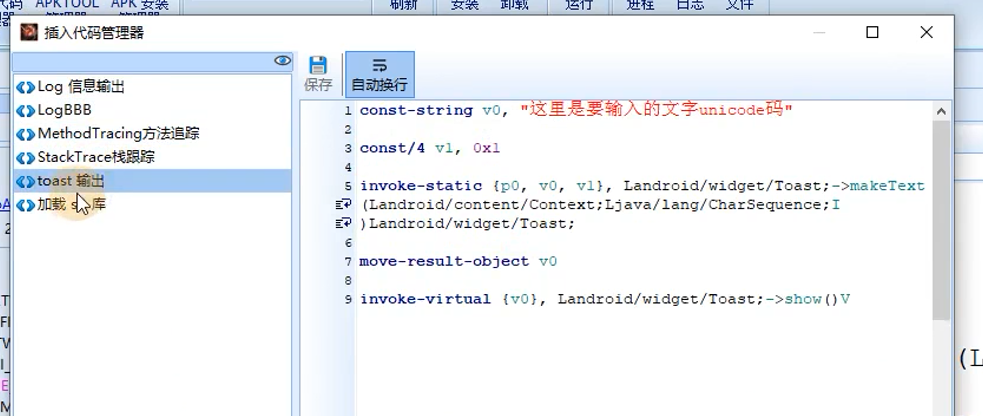 APKTOOL APK 安装 刷新 安装 卸载 运行 进程 日志 文件
插入代码管理器
保存 自动换行
Log 信息输出
LogBBB
MethodTracing方法追踪
StackTrace栈跟踪
toast 输出
加载 库
1 const-string v0, "这里是要输入的文字unicode码"
2
3 const/4 v1, 0x1
4
5 invoke-static {p0, v0, v1}, Landroid/widget/Toast;->makeText
(Landroid/content/Context;Ljava/lang/CharSequence;I
)Landroid/widget/Toast;
6
7 move-result-object v0
8
9 invoke-virtual {v0}, Landroid/widget/Toast;->show()V